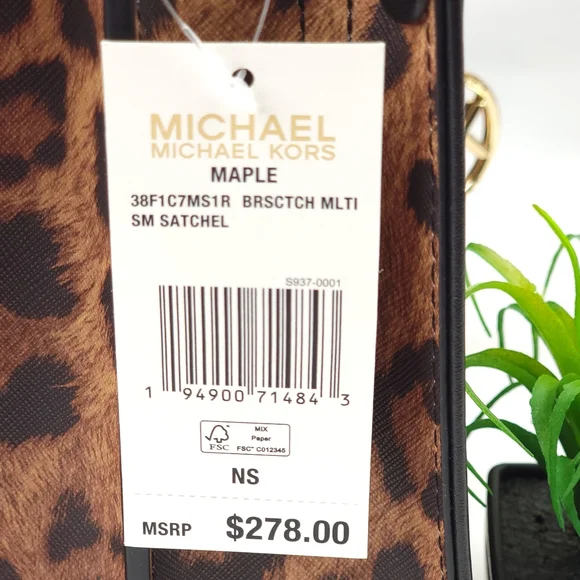 MICHAEL
MICHAEL KORS
MAPLE
38F1C7MS1R BRSCTCH MLTI
SM SATCHEL
S937-0001
1 94900 71484 3
FSC
MIX
Paper
FSC™ C012345
NS
MSRP $278.00